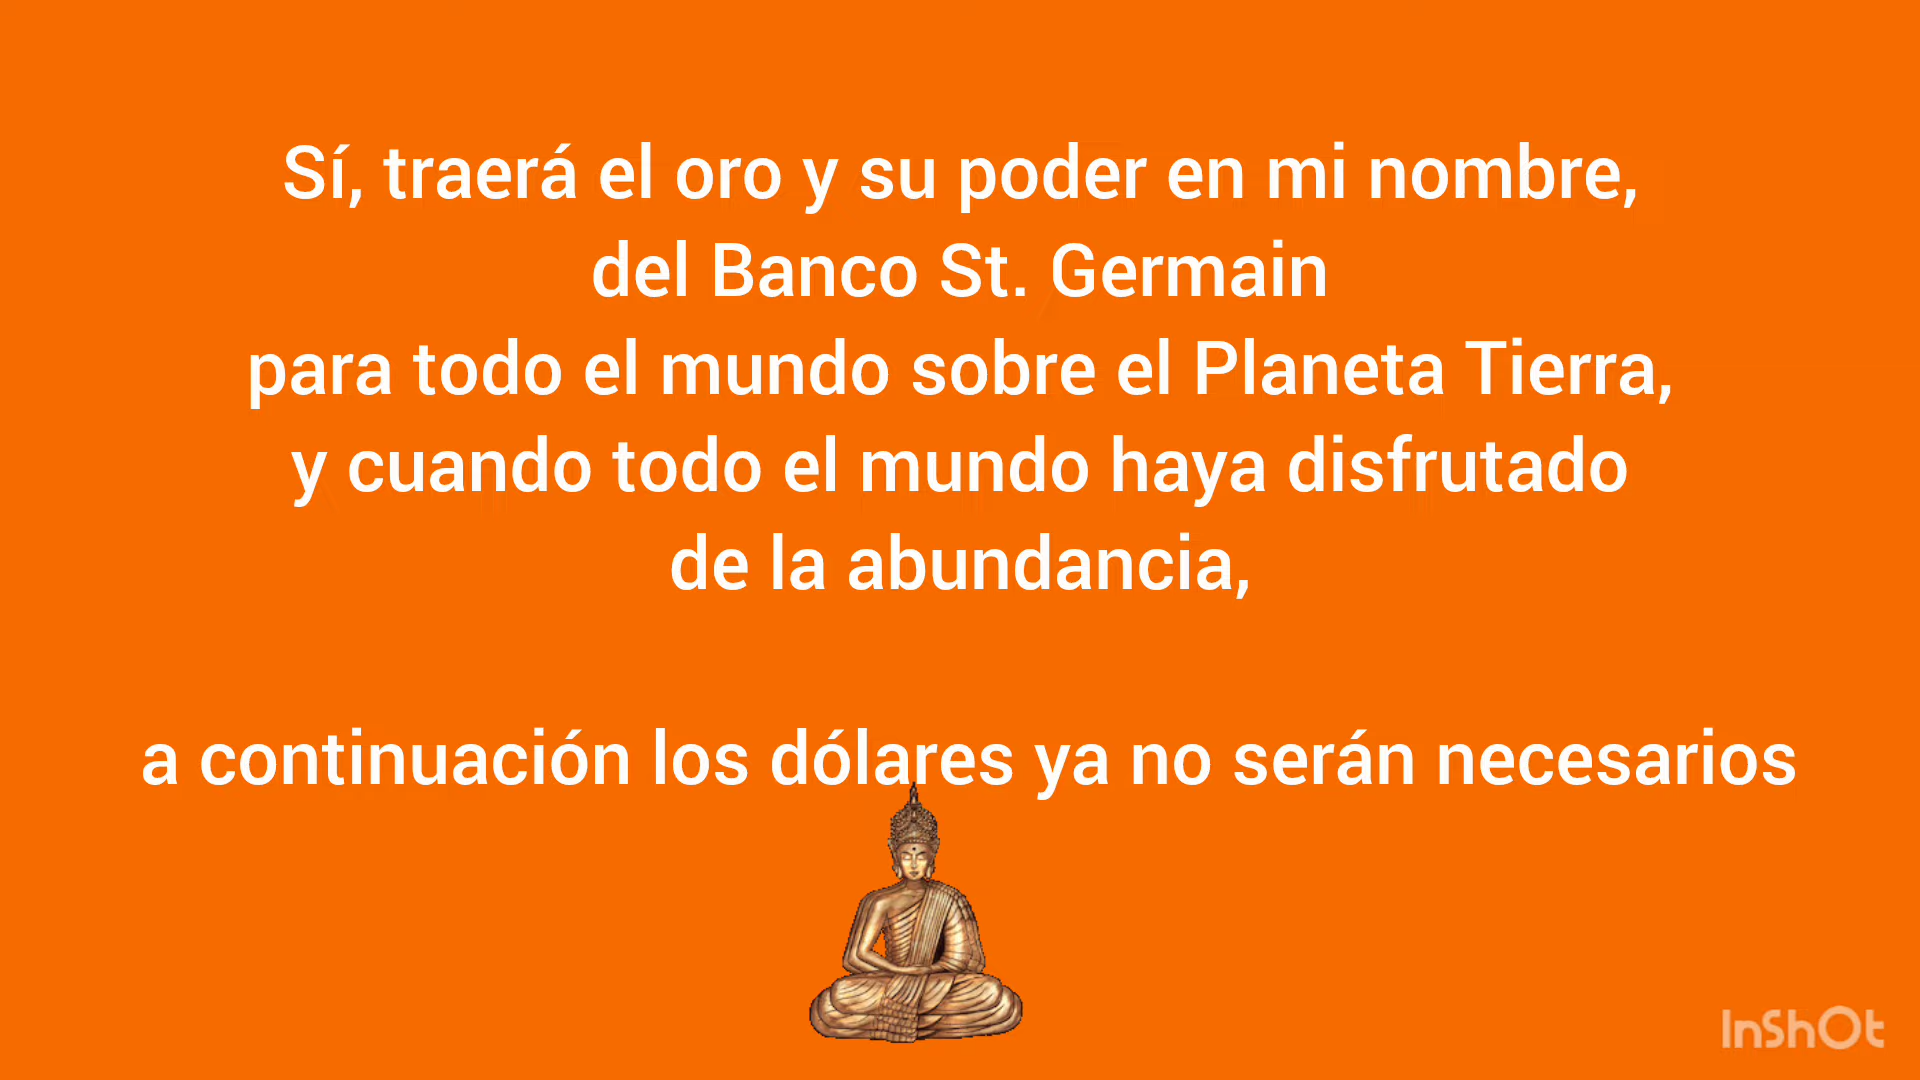 Sí, traerá el oro y su poder en mi nombre,
del Banco St. Germain
para todo el mundo sobre el Planeta Tierra,
y cuando todo el mundo haya disfrutado
de la abundancia,
a continuación los dólares ya no serán necesarios
InShOt